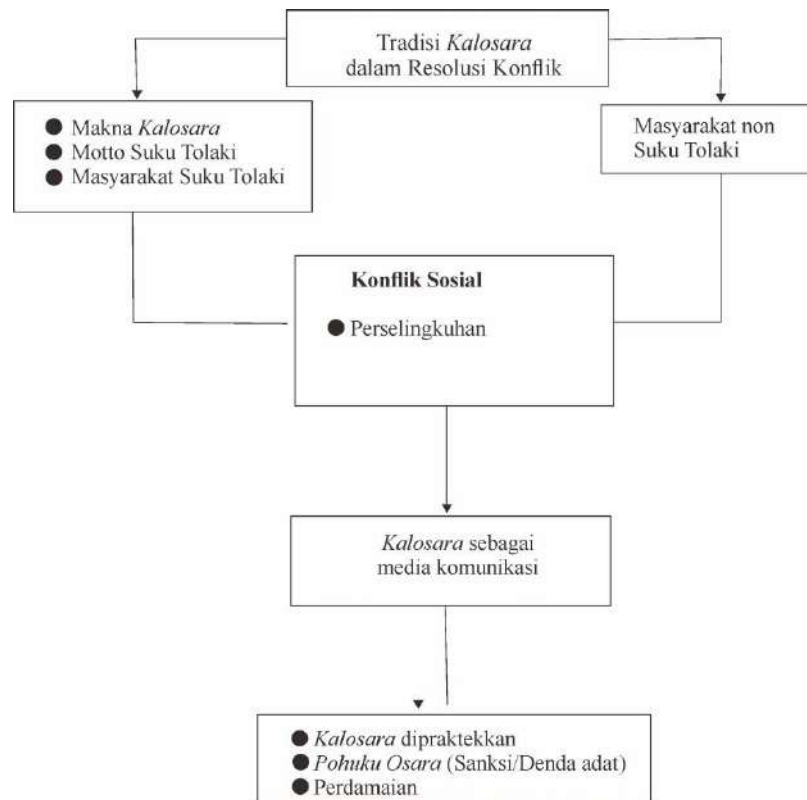 Tradisi Kalosara
dalam Resolusi Konflik
● Makna Kalosara
● Motto Suku Tolaki
● Masyarakat Suku Tolaki
Masyarakat non
Suku Tolaki
Konflik Sosial
● Perselingkuhan
Kalosara sebagai
media komunikasi
● Kalosara dipraktekkan
● Pohuku Osara (Sanksi/Denda adat)
● Perdamaian